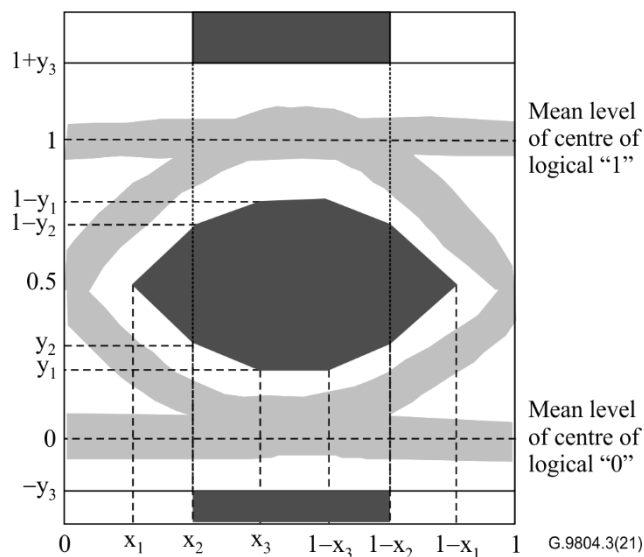 1+y₃
1
1–y₁
1–y₂
0.5
y₂
y₁
0
–y₃
Mean level
of centre of
logical “1”
Mean level
of centre of
logical “0”
0 x₁ x₂ x₃ 1–x₃ 1–x₂ 1–x₁ 1
G.9804.3(21)